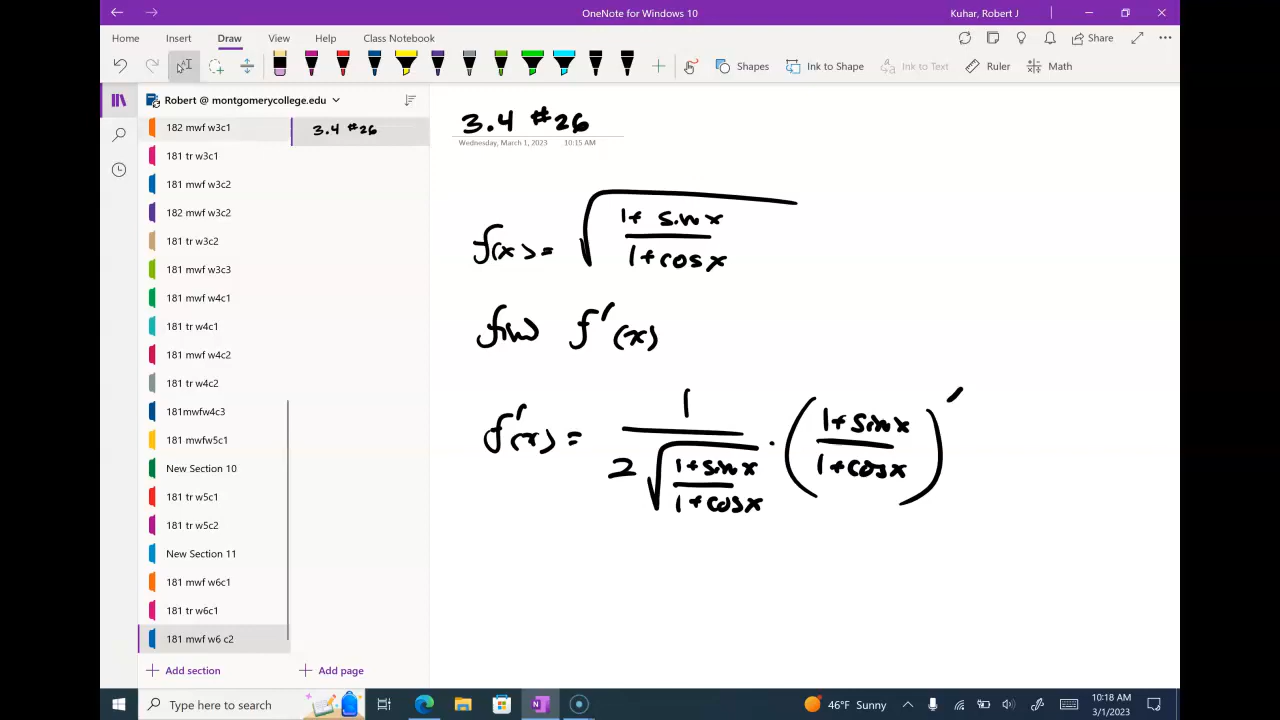 OneNote for Windows 10
Kuhar, Robert J
Home Insert Draw View Help Class Notebook
Share
Shapes Ink to Shape Ink to Text Ruler Math
Robert @ montgomerycollege.edu
182 mwf w3c1
181 tr w3c1
181 mwf w3c2
182 mwf w3c2
181 tr w3c2
181 mwf w3c3
181 mwf w4c1
181 tr w4c1
181 mwf w4c2
181 tr w4c2
181mwfw4c3
181 mwfw5c1
New Section 10
181 tr w5c1
181 tr w5c2
New Section 11
181 mwf w6c1
181 tr w6c1
181 mwf w6 c2
Add section
3.4 #26
Add page
3.4 #26
Wednesday, March 1, 2023 10:15 AM
f(x) = √((1+ sin x)/(1+cos x))
find f'(x)
f'(x) = 1/(2√((1+sin x)/(1+cos x))) · ((1+sin x)/(1+cos x))'
Type here to search
46°F Sunny
10:18 AM
3/1/2023